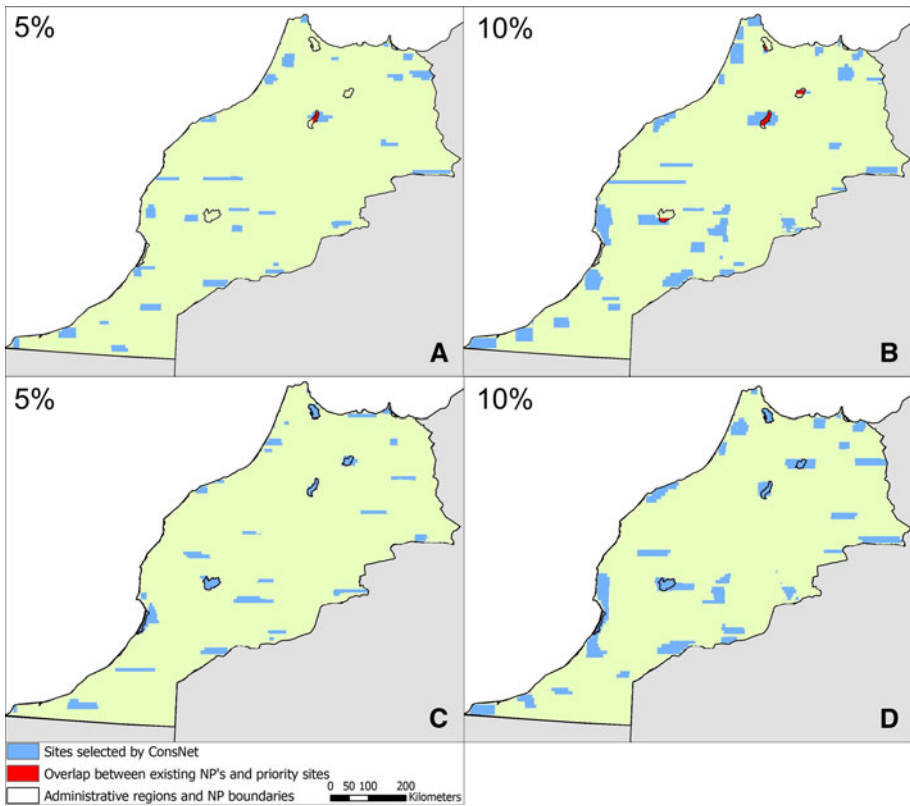 5%
10%
A
B
5%
10%
C
D
Sites selected by ConsNet
Overlap between existing NP's and priority sites
Administrative regions and NP boundaries
0 50 100 200
Kilometers